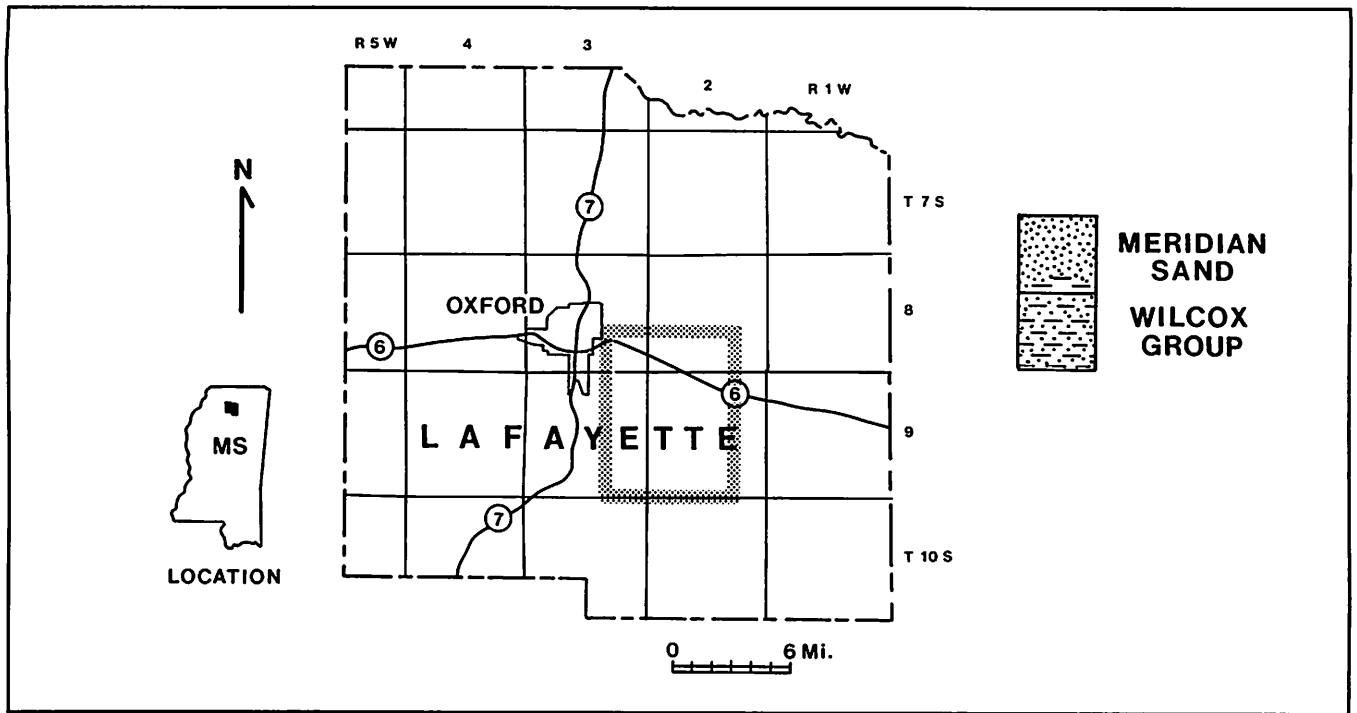 R 5 W 4 3
2 R 1 W
N
T 7 S
7
MERIDIAN
SAND
OXFORD
8
WILCOX
GROUP
6
6
MS
LAFAYETTE
9
7
T 10 S
LOCATION
0 6 Mi.